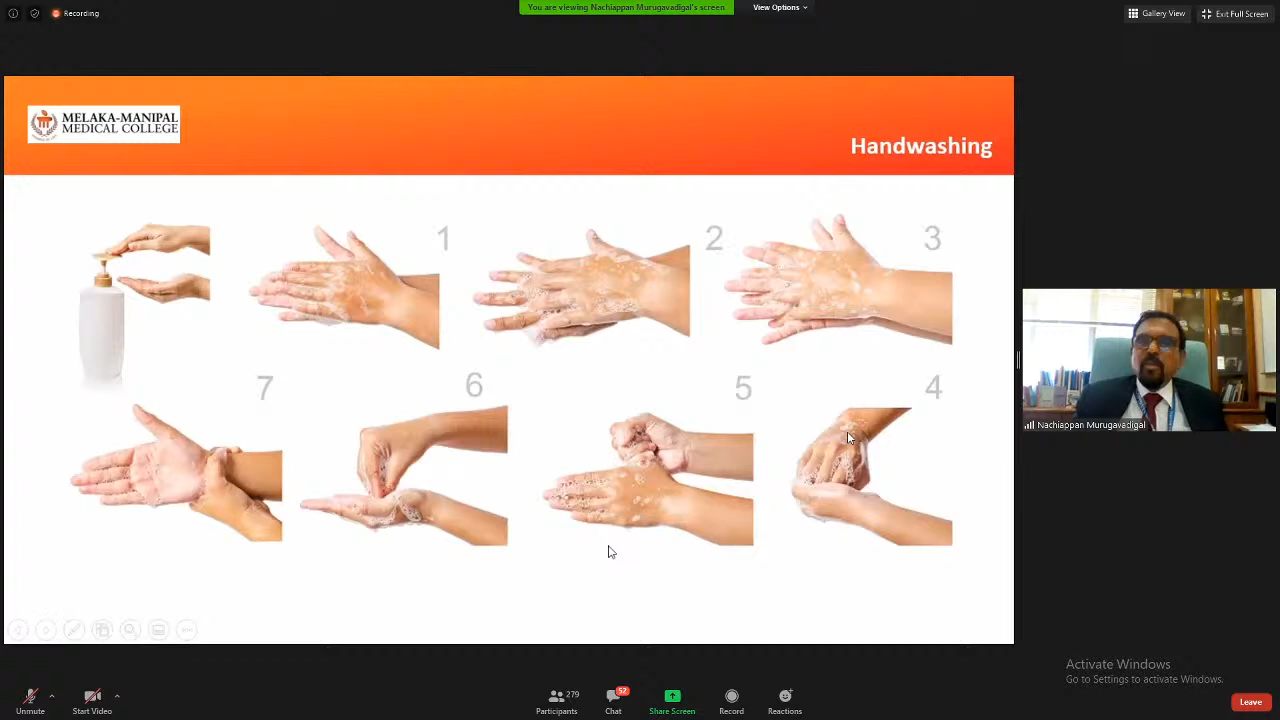 Recording
You are viewing Nachiappan Murugavadigal's screen
View Options
Gallery View
Exit Full Screen
MELAKA-MANIPAL
MEDICAL COLLEGE
Handwashing
1
2
3
7
6
5
4
Nachiappan Murugavadigal
Activate Windows
Go to Settings to activate Windows.
Unmute
Start Video
279
Participants
52
Chat
Share Screen
Record
Reactions
Leave